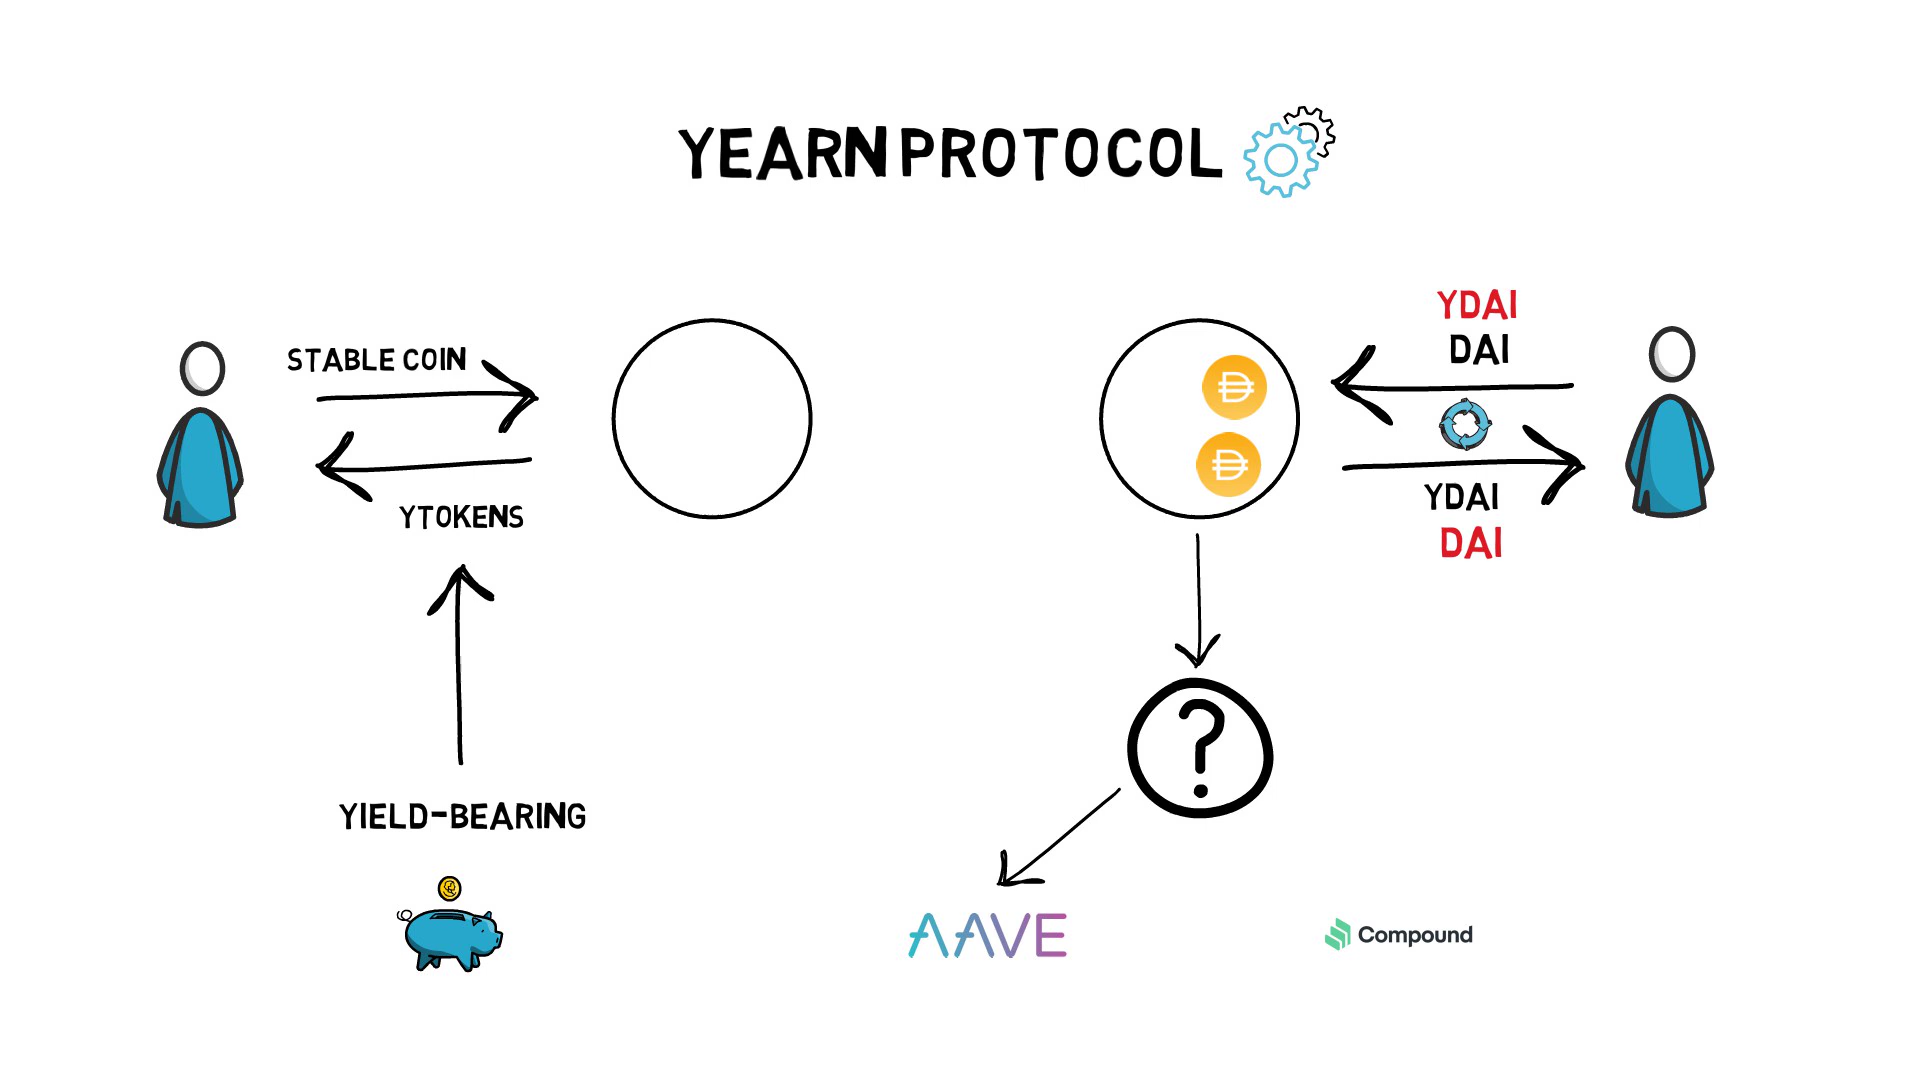 YEARN PROTOCOL
STABLE COIN
YTOKENS
YIELD-BEARING
YDAI
DAI
YDAI
DAI
?
AAVE
Compound